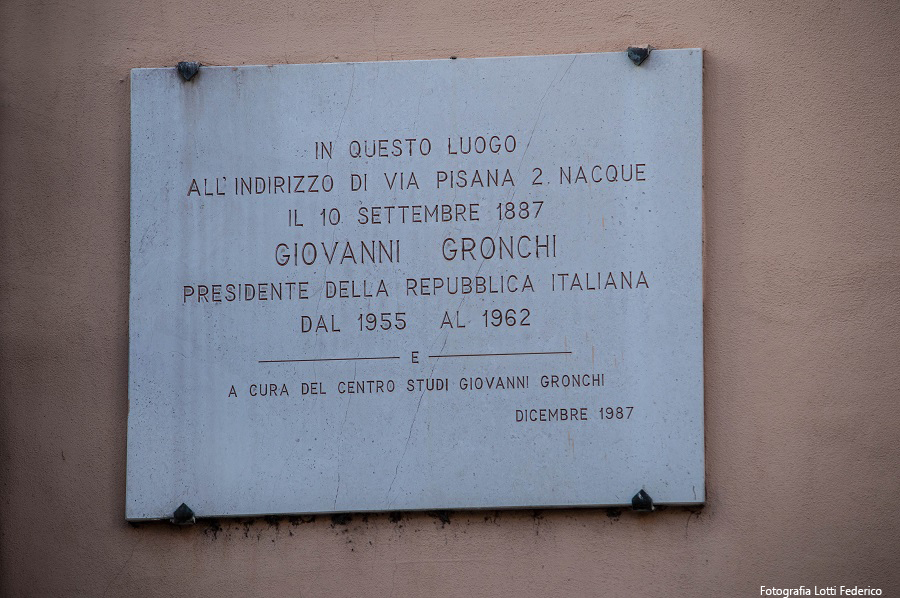 IN QUESTO LUOGO
ALL'INDIRIZZO DI VIA PISANA 2. NACQUE
IL 10 SETTEMBRE 1887
GIOVANNI GRONCHI
PRESIDENTE DELLA REPUBBLICA ITALIANA
DAL 1955 AL 1962
E
A CURA DEL CENTRO STUDI GIOVANNI GRONCHI
DICEMBRE 1987
Fotografia Lotti Federico